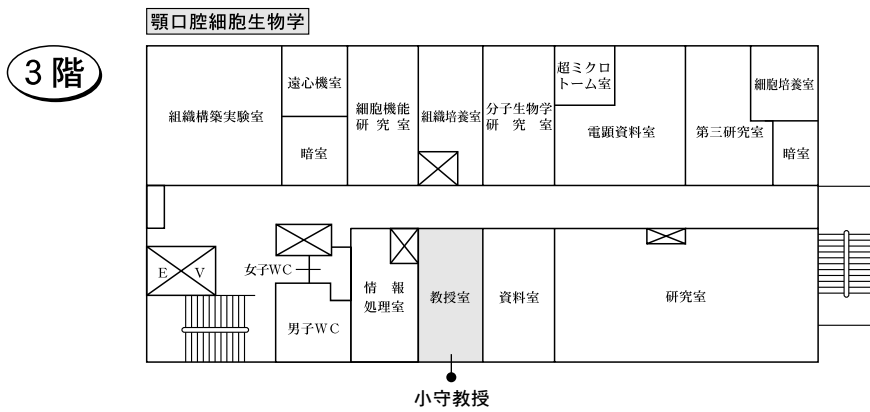 顎口腔細胞生物学
3階
組織構築実験室
遠心機室
暗室
細胞機能
研究室
組織培養室
分子生物学
研究室
超ミクロ
トーム室
電顕資料室
第三研究室
細胞培養室
暗室
EV
女子WC
男子WC
情報
処理室
教授室
資料室
研究室
小守教授